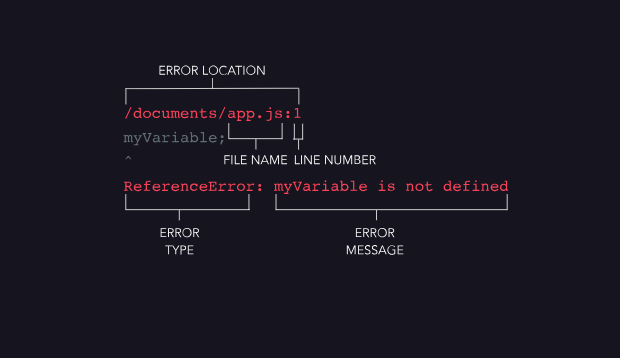 ERROR LOCATION
/documents/app.js:1
myVariable;
^
FILE NAME LINE NUMBER
ReferenceError: myVariable is not defined
ERROR
TYPE
ERROR
MESSAGE